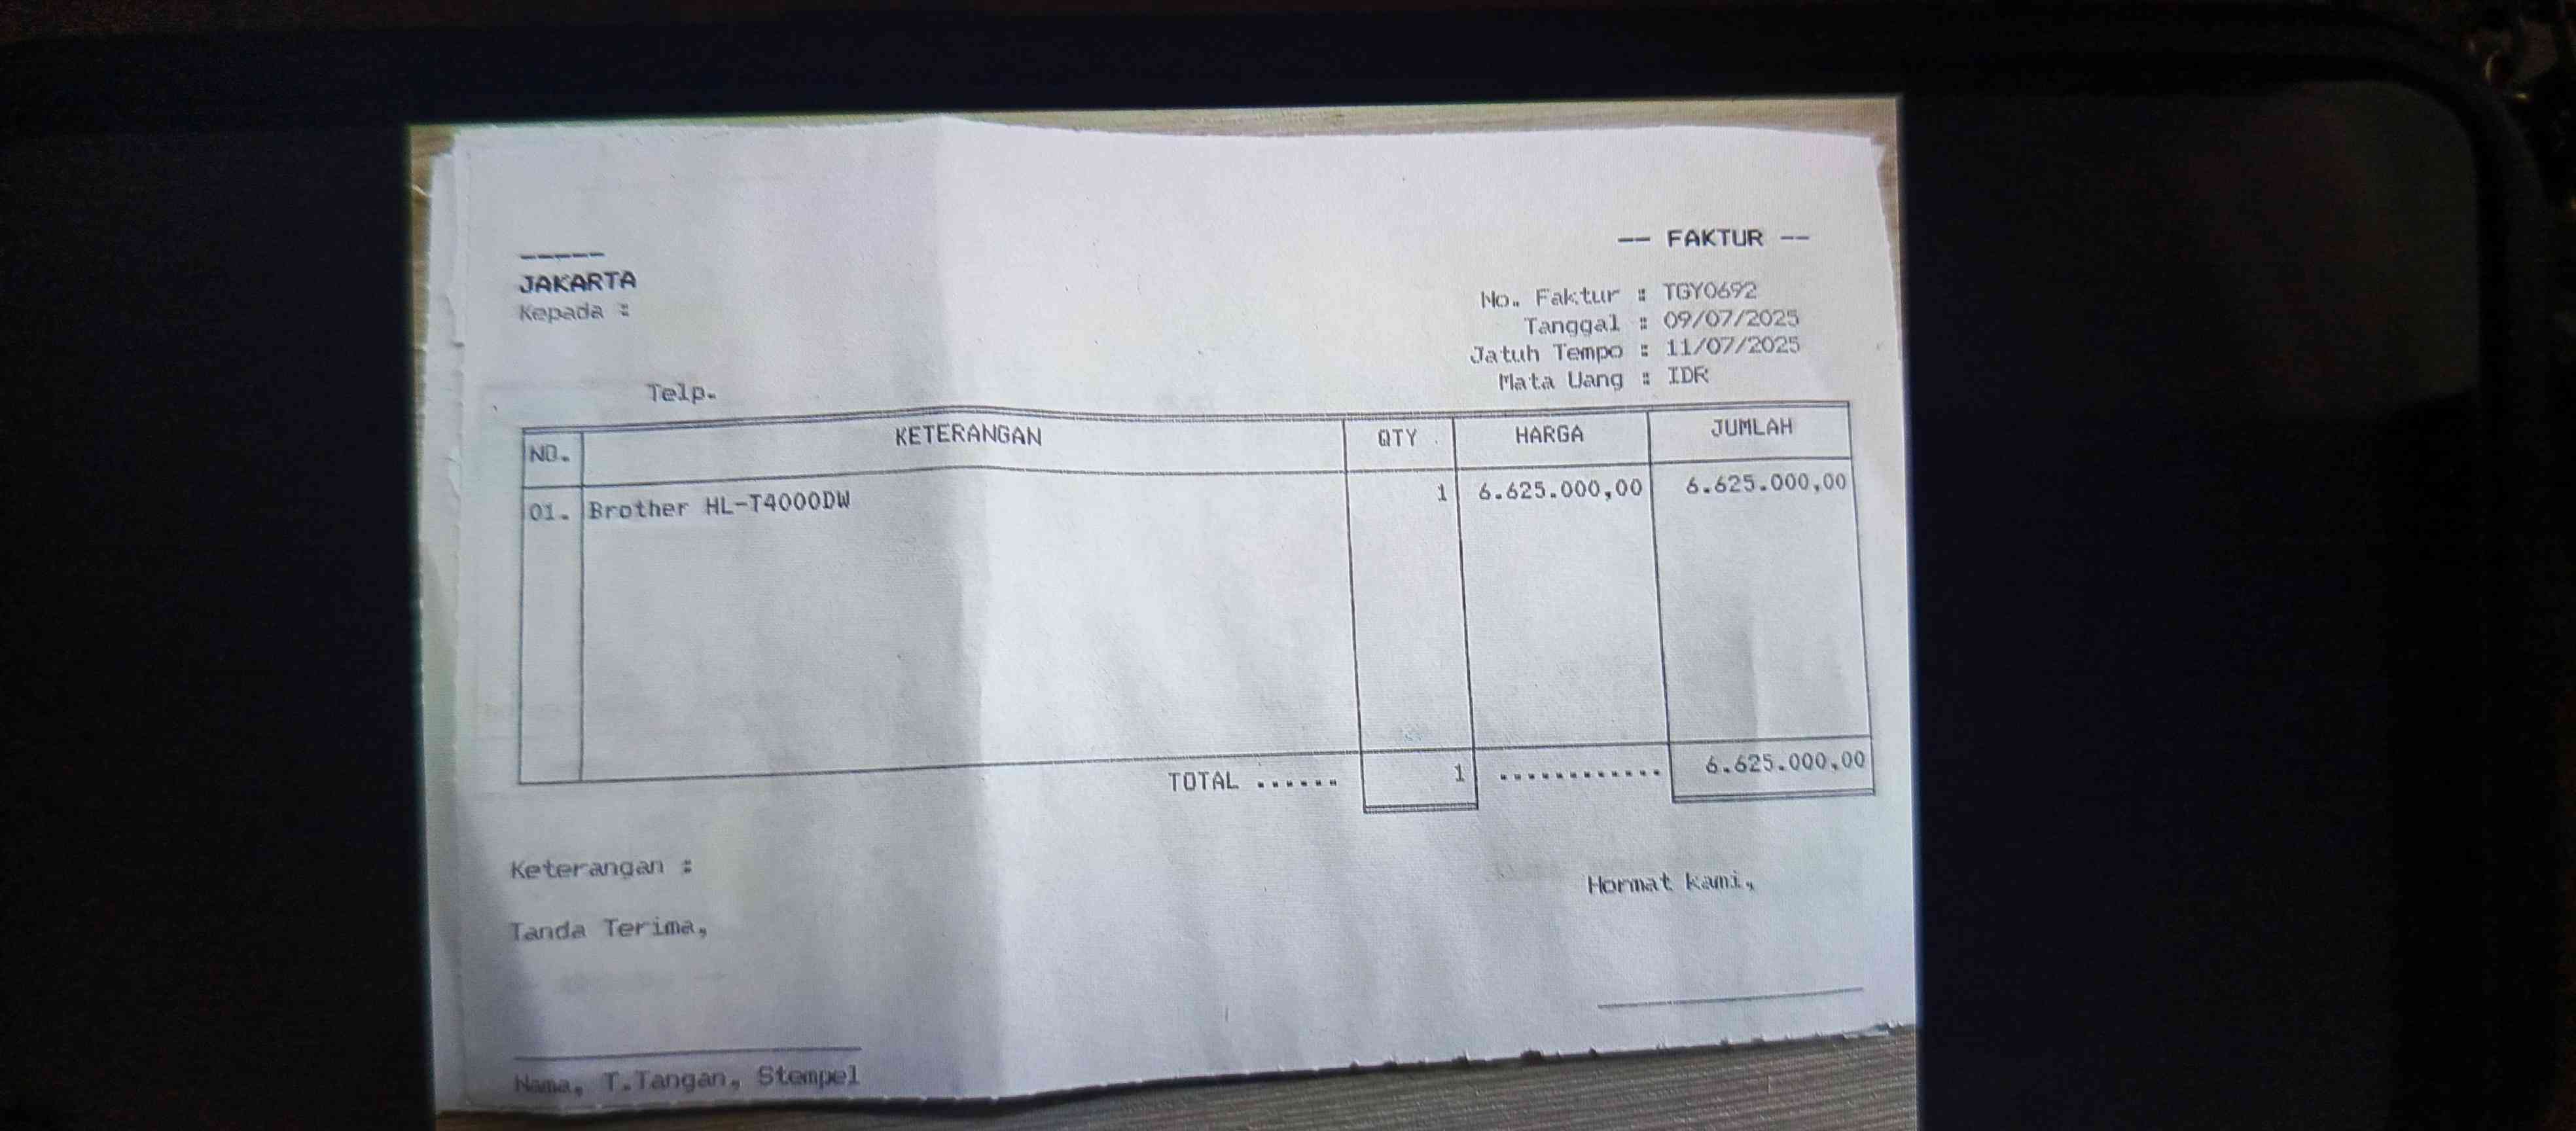 -----
JAKARTA
Kepada :
Telp.
-- FAKTUR --
No. Faktur : TGY0692
Tanggal : 09/07/2025
Jatuh Tempo : 11/07/2025
Mata Uang : IDR
NO. KETERANGAN QTY HARGA JUMLAH
01. Brother HL-T4000DW 1 6.625.000,00 6.625.000,00
TOTAL ...... 1 ............ 6.625.000,00
Keterangan :
Hormat kami,
Tanda Terima,
Nama, T.Tangan, Stempel